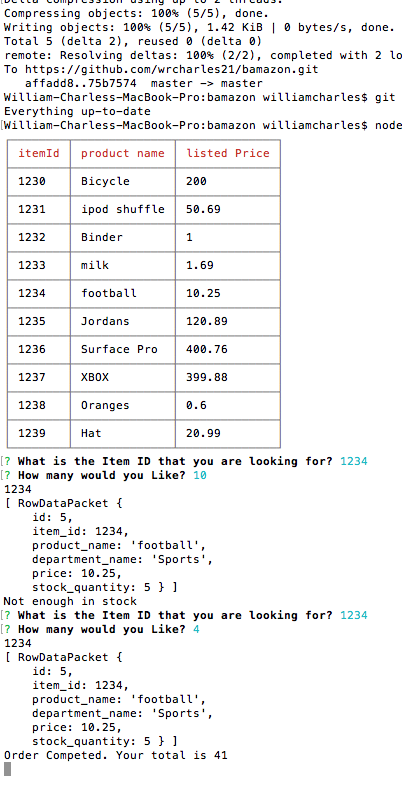 Delta compression using up to 2 threads.
Compressing objects: 100% (5/5), done.
Writing objects: 100% (5/5), 1.42 KiB | 0 bytes/s, done.
Total 5 (delta 2), reused 0 (delta 0)
remote: Resolving deltas: 100% (2/2), completed with 2 lo
To https://github.com/wrcharles21/bamazon.git
affadd8..75b7574 master -> master
William-Charless-MacBook-Pro:bamazon williamcharles$ git
Everything up-to-date
[William-Charless-MacBook-Pro:bamazon williamcharles$ node
itemId product name listed Price
1230 Bicycle 200
1231 ipod shuffle 50.69
1232 Binder 1
1233 milk 1.69
1234 football 10.25
1235 Jordans 120.89
1236 Surface Pro 400.76
1237 XBOX 399.88
1238 Oranges 0.6
1239 Hat 20.99
[? What is the Item ID that you are looking for? 1234
[? How many would you Like? 10
1234
[ RowDataPacket {
id: 5,
item_id: 1234,
product_name: 'football',
department_name: 'Sports',
price: 10.25,
stock_quantity: 5 } ]
Not enough in stock
[? What is the Item ID that you are looking for? 1234
[? How many would you Like? 4
1234
[ RowDataPacket {
id: 5,
item_id: 1234,
product_name: 'football',
department_name: 'Sports',
price: 10.25,
stock_quantity: 5 } ]
Order Competed. Your total is 41